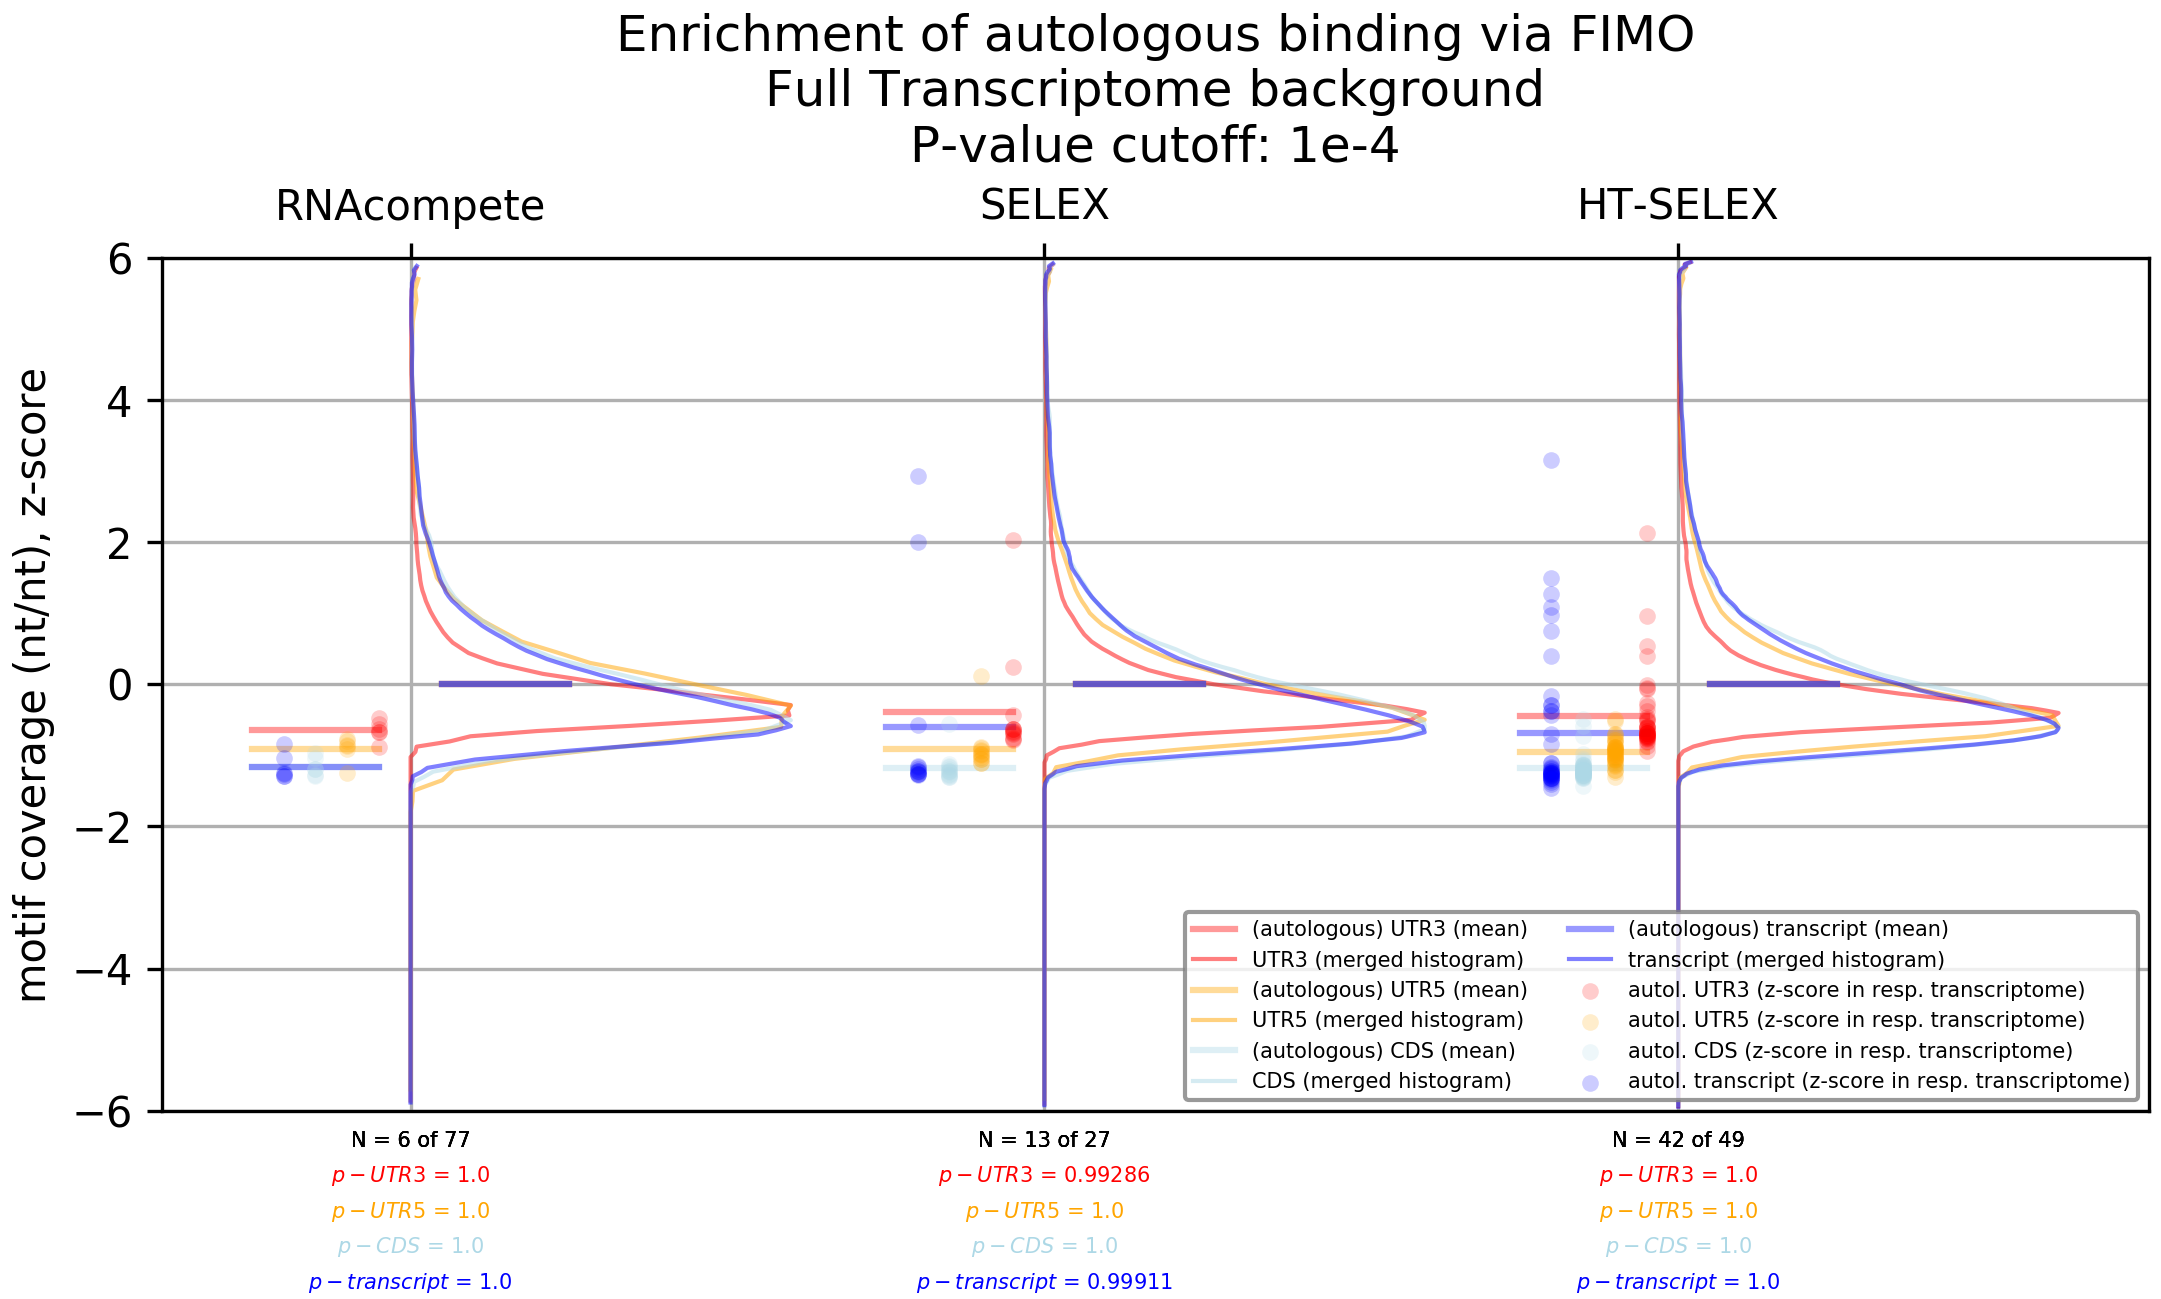 Enrichment of autologous binding via FIMO
Full Transcriptome background
P-value cutoff: 1e-4
RNAcompete
SELEX
HT-SELEX
motif coverage (nt/nt), z-score
6
4
2
0
−2
−4
−6
(autologous) UTR3 (mean)
UTR3 (merged histogram)
(autologous) UTR5 (mean)
UTR5 (merged histogram)
(autologous) CDS (mean)
CDS (merged histogram)
(autologous) transcript (mean)
transcript (merged histogram)
autol. UTR3 (z-score in resp. transcriptome)
autol. UTR5 (z-score in resp. transcriptome)
autol. CDS (z-score in resp. transcriptome)
autol. transcript (z-score in resp. transcriptome)
N = 6 of 77
p − UTR3 = 1.0
p − UTR5 = 1.0
p − CDS = 1.0
p − transcript = 1.0
N = 13 of 27
p − UTR3 = 0.99286
p − UTR5 = 1.0
p − CDS = 1.0
p − transcript = 0.99911
N = 42 of 49
p − UTR3 = 1.0
p − UTR5 = 1.0
p − CDS = 1.0
p − transcript = 1.0